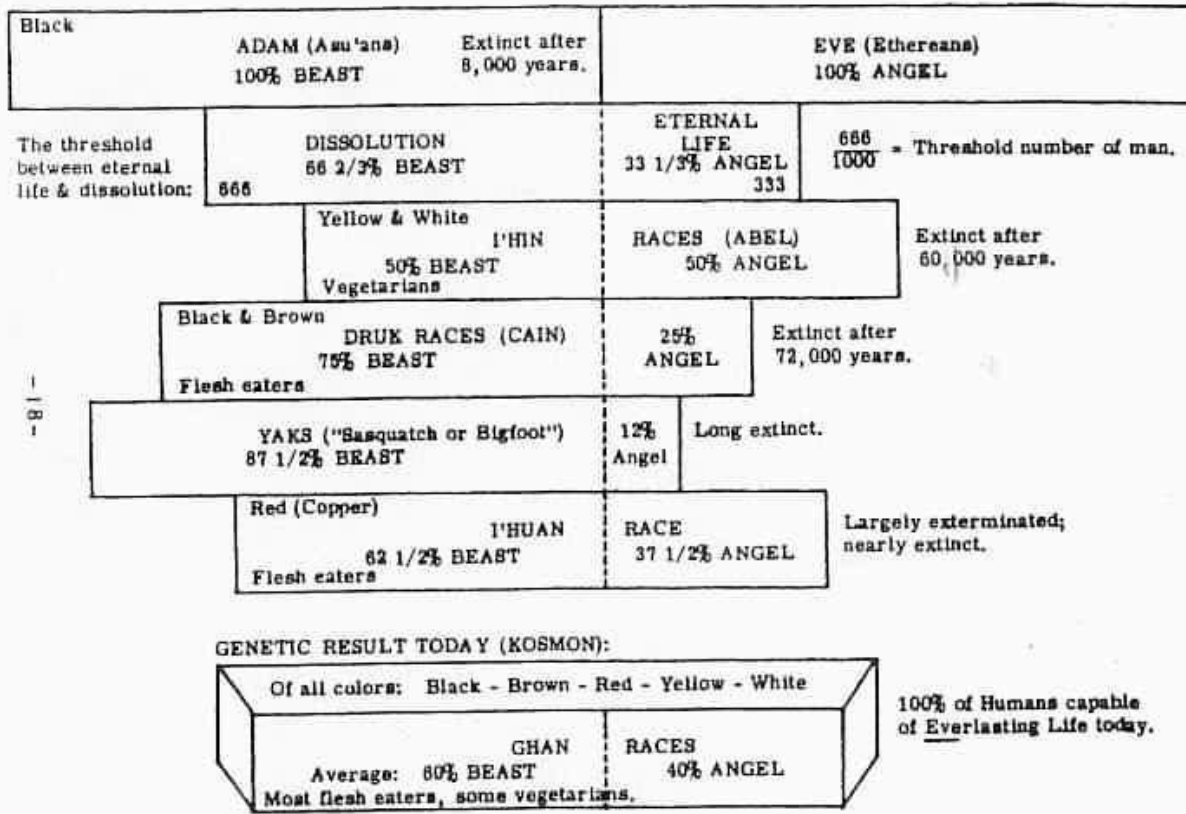 Black
ADAM (Asu'ans)
100% BEAST
Extinct after
8,000 years.
EVE (Ethereans)
100% ANGEL
The threshold
between eternal
life & dissolution:
DISSOLUTION
66 2/3% BEAST
666
ETERNAL
LIFE
33 1/3% ANGEL
333
666
1000
= Threshold number of man.
Yellow & White
I'HIN
50% BEAST
Vegetarians
RACES (ABEL)
50% ANGEL
Extinct after
60,000 years.
Black & Brown
DRUK RACES (CAIN)
75% BEAST
Flesh eaters
25%
ANGEL
Extinct after
72,000 years.
-18-
YAKS ("Sasquatch or Bigfoot")
87 1/2% BEAST
12%
Angel
Long extinct.
Red (Copper)
I'HUAN
62 1/2% BEAST
Flesh eaters
RACE
37 1/2% ANGEL
Largely exterminated;
nearly extinct.
GENETIC RESULT TODAY (KOSMON):
Of all colors: Black - Brown - Red - Yellow - White
GHAN
Average: 60% BEAST
RACES
40% ANGEL
Most flesh eaters, some vegetarians.
100% of Humans capable
of Everlasting Life today.